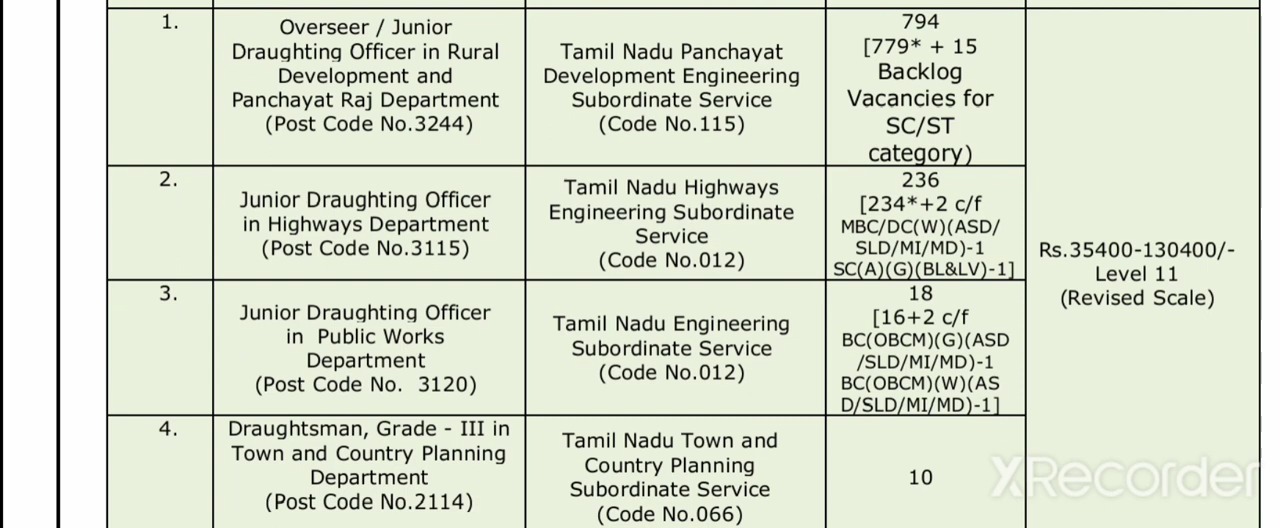 1.
Overseer / Junior
Draughting Officer in Rural
Development and
Panchayat Raj Department
(Post Code No.3244)
Tamil Nadu Panchayat
Development Engineering
Subordinate Service
(Code No.115)
794
[779* + 15
Backlog
Vacancies for
SC/ST
category)
2.
Junior Draughting Officer
in Highways Department
(Post Code No.3115)
Tamil Nadu Highways
Engineering Subordinate
Service
(Code No.012)
236
[234*+2 c/f
MBC/DC(W)(ASD/
SLD/MI/MD)-1
SC(A)(G)(BL&LV)-1]
3.
Junior Draughting Officer
in Public Works
Department
(Post Code No. 3120)
Tamil Nadu Engineering
Subordinate Service
(Code No.012)
18
[16+2 c/f
BC(OBCM)(G)(ASD
/SLD/MI/MD)-1
BC(OBCM)(W)(AS
D/SLD/MI/MD)-1]
4.
Draughtsman, Grade - III in
Town and Country Planning
Department
(Post Code No.2114)
Tamil Nadu Town and
Country Planning
Subordinate Service
(Code No.066)
10
Rs.35400-130400/-
Level 11
(Revised Scale)
XRecorder